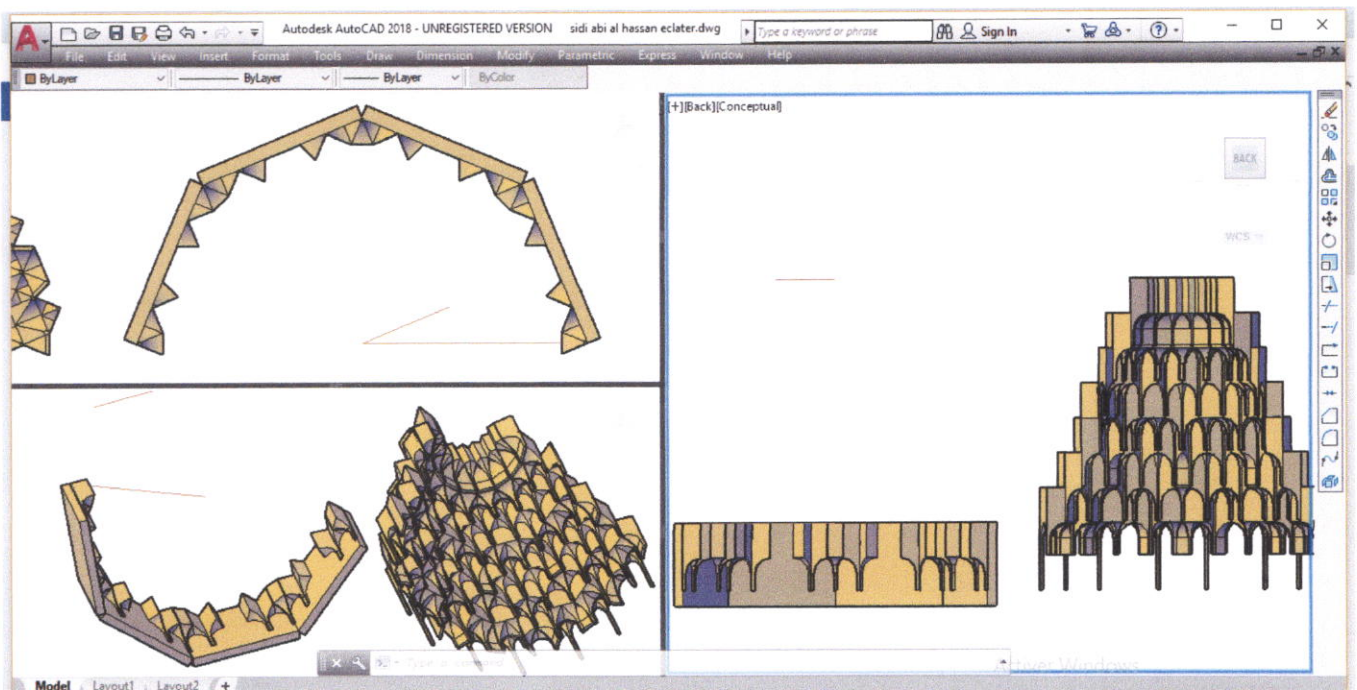 Autodesk AutoCAD 2018 - UNREGISTERED VERSION sidi abi al hassan eclater.dwg Type a keyword or phrase Sign In
File Edit View Insert Format Tools Draw Dimension Modify Parametric Express Window Help
ByLayer ByLayer ByLayer ByColor
[+][Back][Conceptual]
BACK
WCS
Type a command
Activer Windows
Model Layout1 Layout2 +